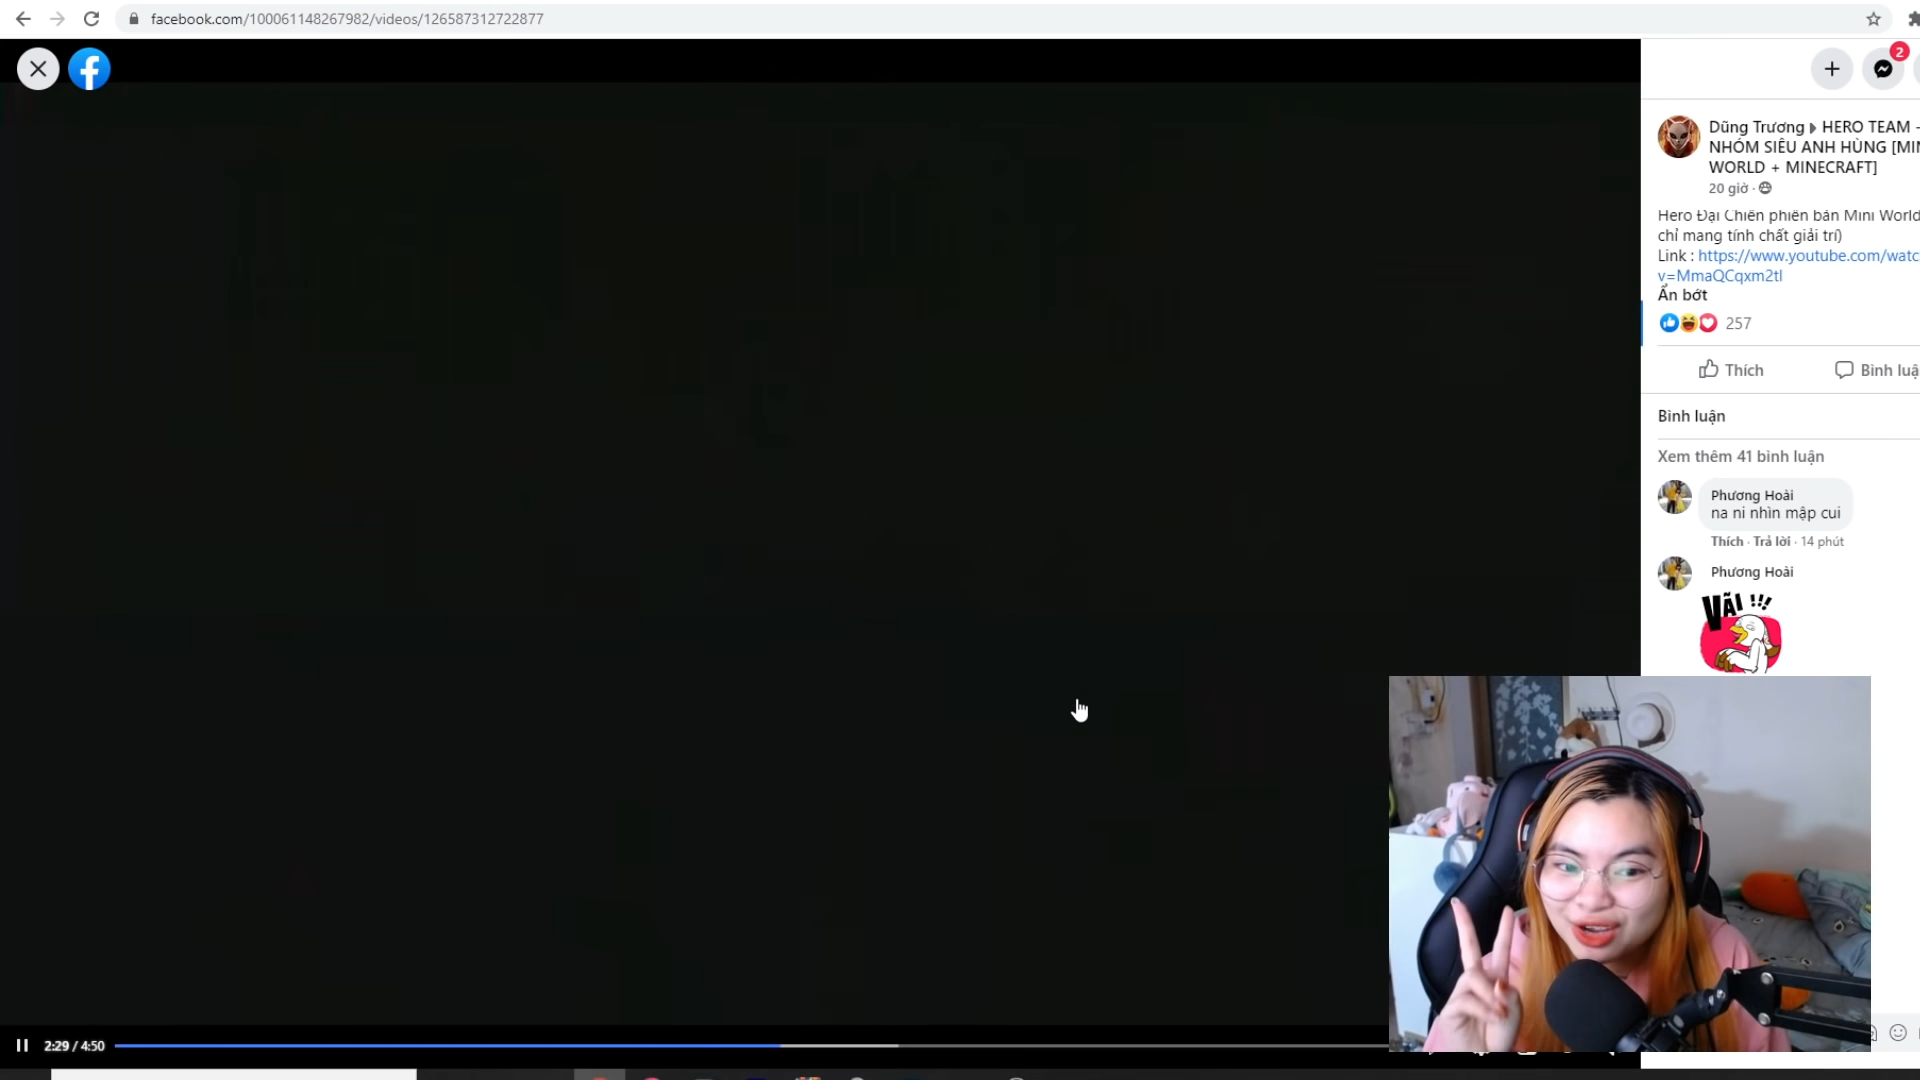 facebook.com/100061148267982/videos/126587312722877
2
Dũng Trương ▸ HERO TEAM -
NHÓM SIÊU ANH HÙNG [MIN
WORLD + MINECRAFT]
20 giờ ·
Hero Đại Chiến phiên bản Mini World
chỉ mang tính chất giải trí)
Link : https://www.youtube.com/watc
v=MmaQCqxm2tI
Ẩn bớt
257
Thích
Bình luậ
Bình luận
Xem thêm 41 bình luận
Phương Hoài
na ni nhìn mập cui
Thích · Trả lời · 14 phút
Phương Hoài
VÃI !!!
2:29 / 4:50